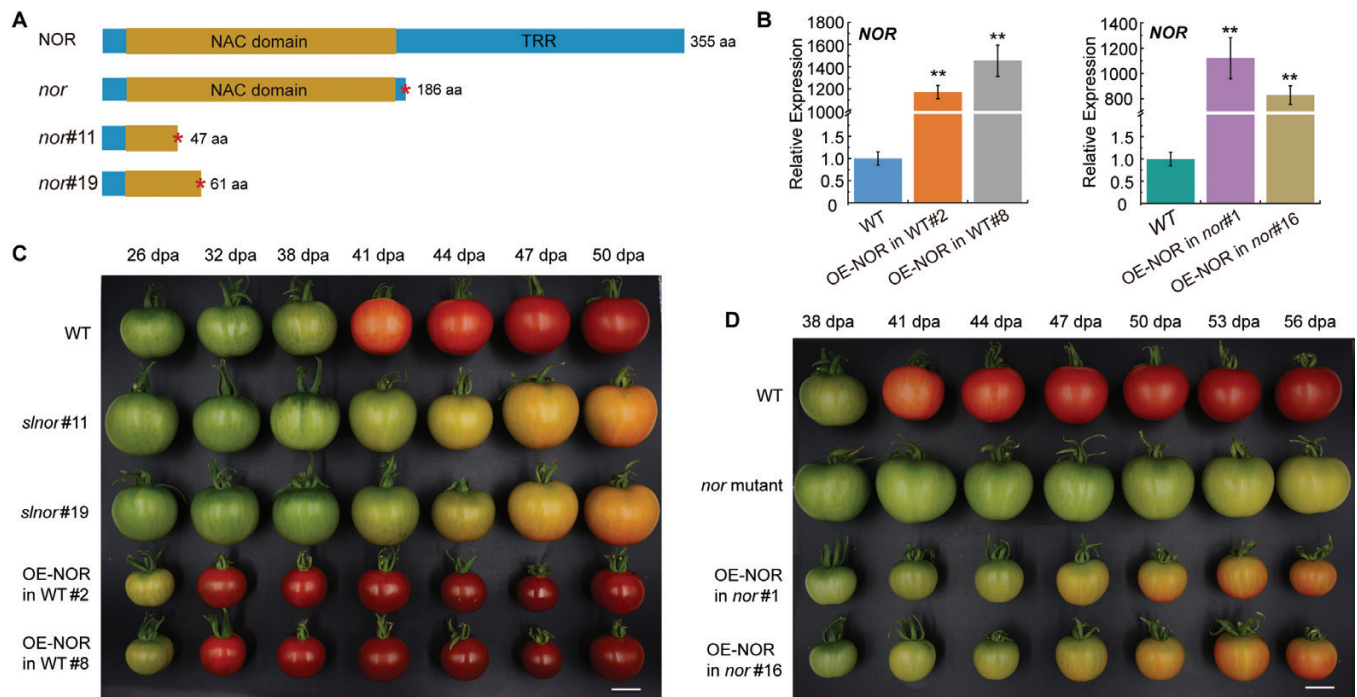 A
NOR
NAC domain
TRR
355 aa
nor
NAC domain
*
186 aa
nor#11
*
47 aa
nor#19
*
61 aa
B
Relative Expression
1800
1600
1400
1200
1000
1.0
0.5
0
NOR
**
**
WT
OE-NOR in WT#2
OE-NOR in WT#8
Relative Expression
1400
1200
1000
800
1.0
0.5
0
NOR
**
**
WT
OE-NOR in nor#1
OE-NOR in nor#16
C
26 dpa 32 dpa 38 dpa 41 dpa 44 dpa 47 dpa 50 dpa
WT
slnor#11
slnor#19
OE-NOR
in WT #2
OE-NOR
in WT #8
D
38 dpa 41 dpa 44 dpa 47 dpa 50 dpa 53 dpa 56 dpa
WT
nor mutant
OE-NOR
in nor #1
OE-NOR
in nor #16